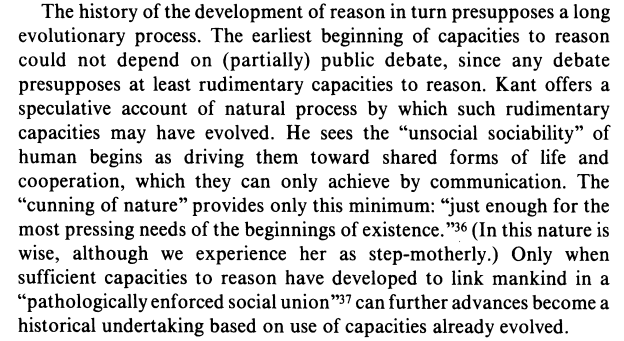 The history of the development of reason in turn presupposes a long
evolutionary process. The earliest beginning of capacities to reason
could not depend on (partially) public debate, since any debate
presupposes at least rudimentary capacities to reason. Kant offers a
speculative account of natural process by which such rudimentary
capacities may have evolved. He sees the “unsocial sociability” of
human begins as driving them toward shared forms of life and
cooperation, which they can only achieve by communication. The
“cunning of nature” provides only this minimum: “just enough for the
most pressing needs of the beginnings of existence.”36 (In this nature is
wise, although we experience her as step-motherly.) Only when
sufficient capacities to reason have developed to link mankind in a
“pathologically enforced social union”37 can further advances become a
historical undertaking based on use of capacities already evolved.